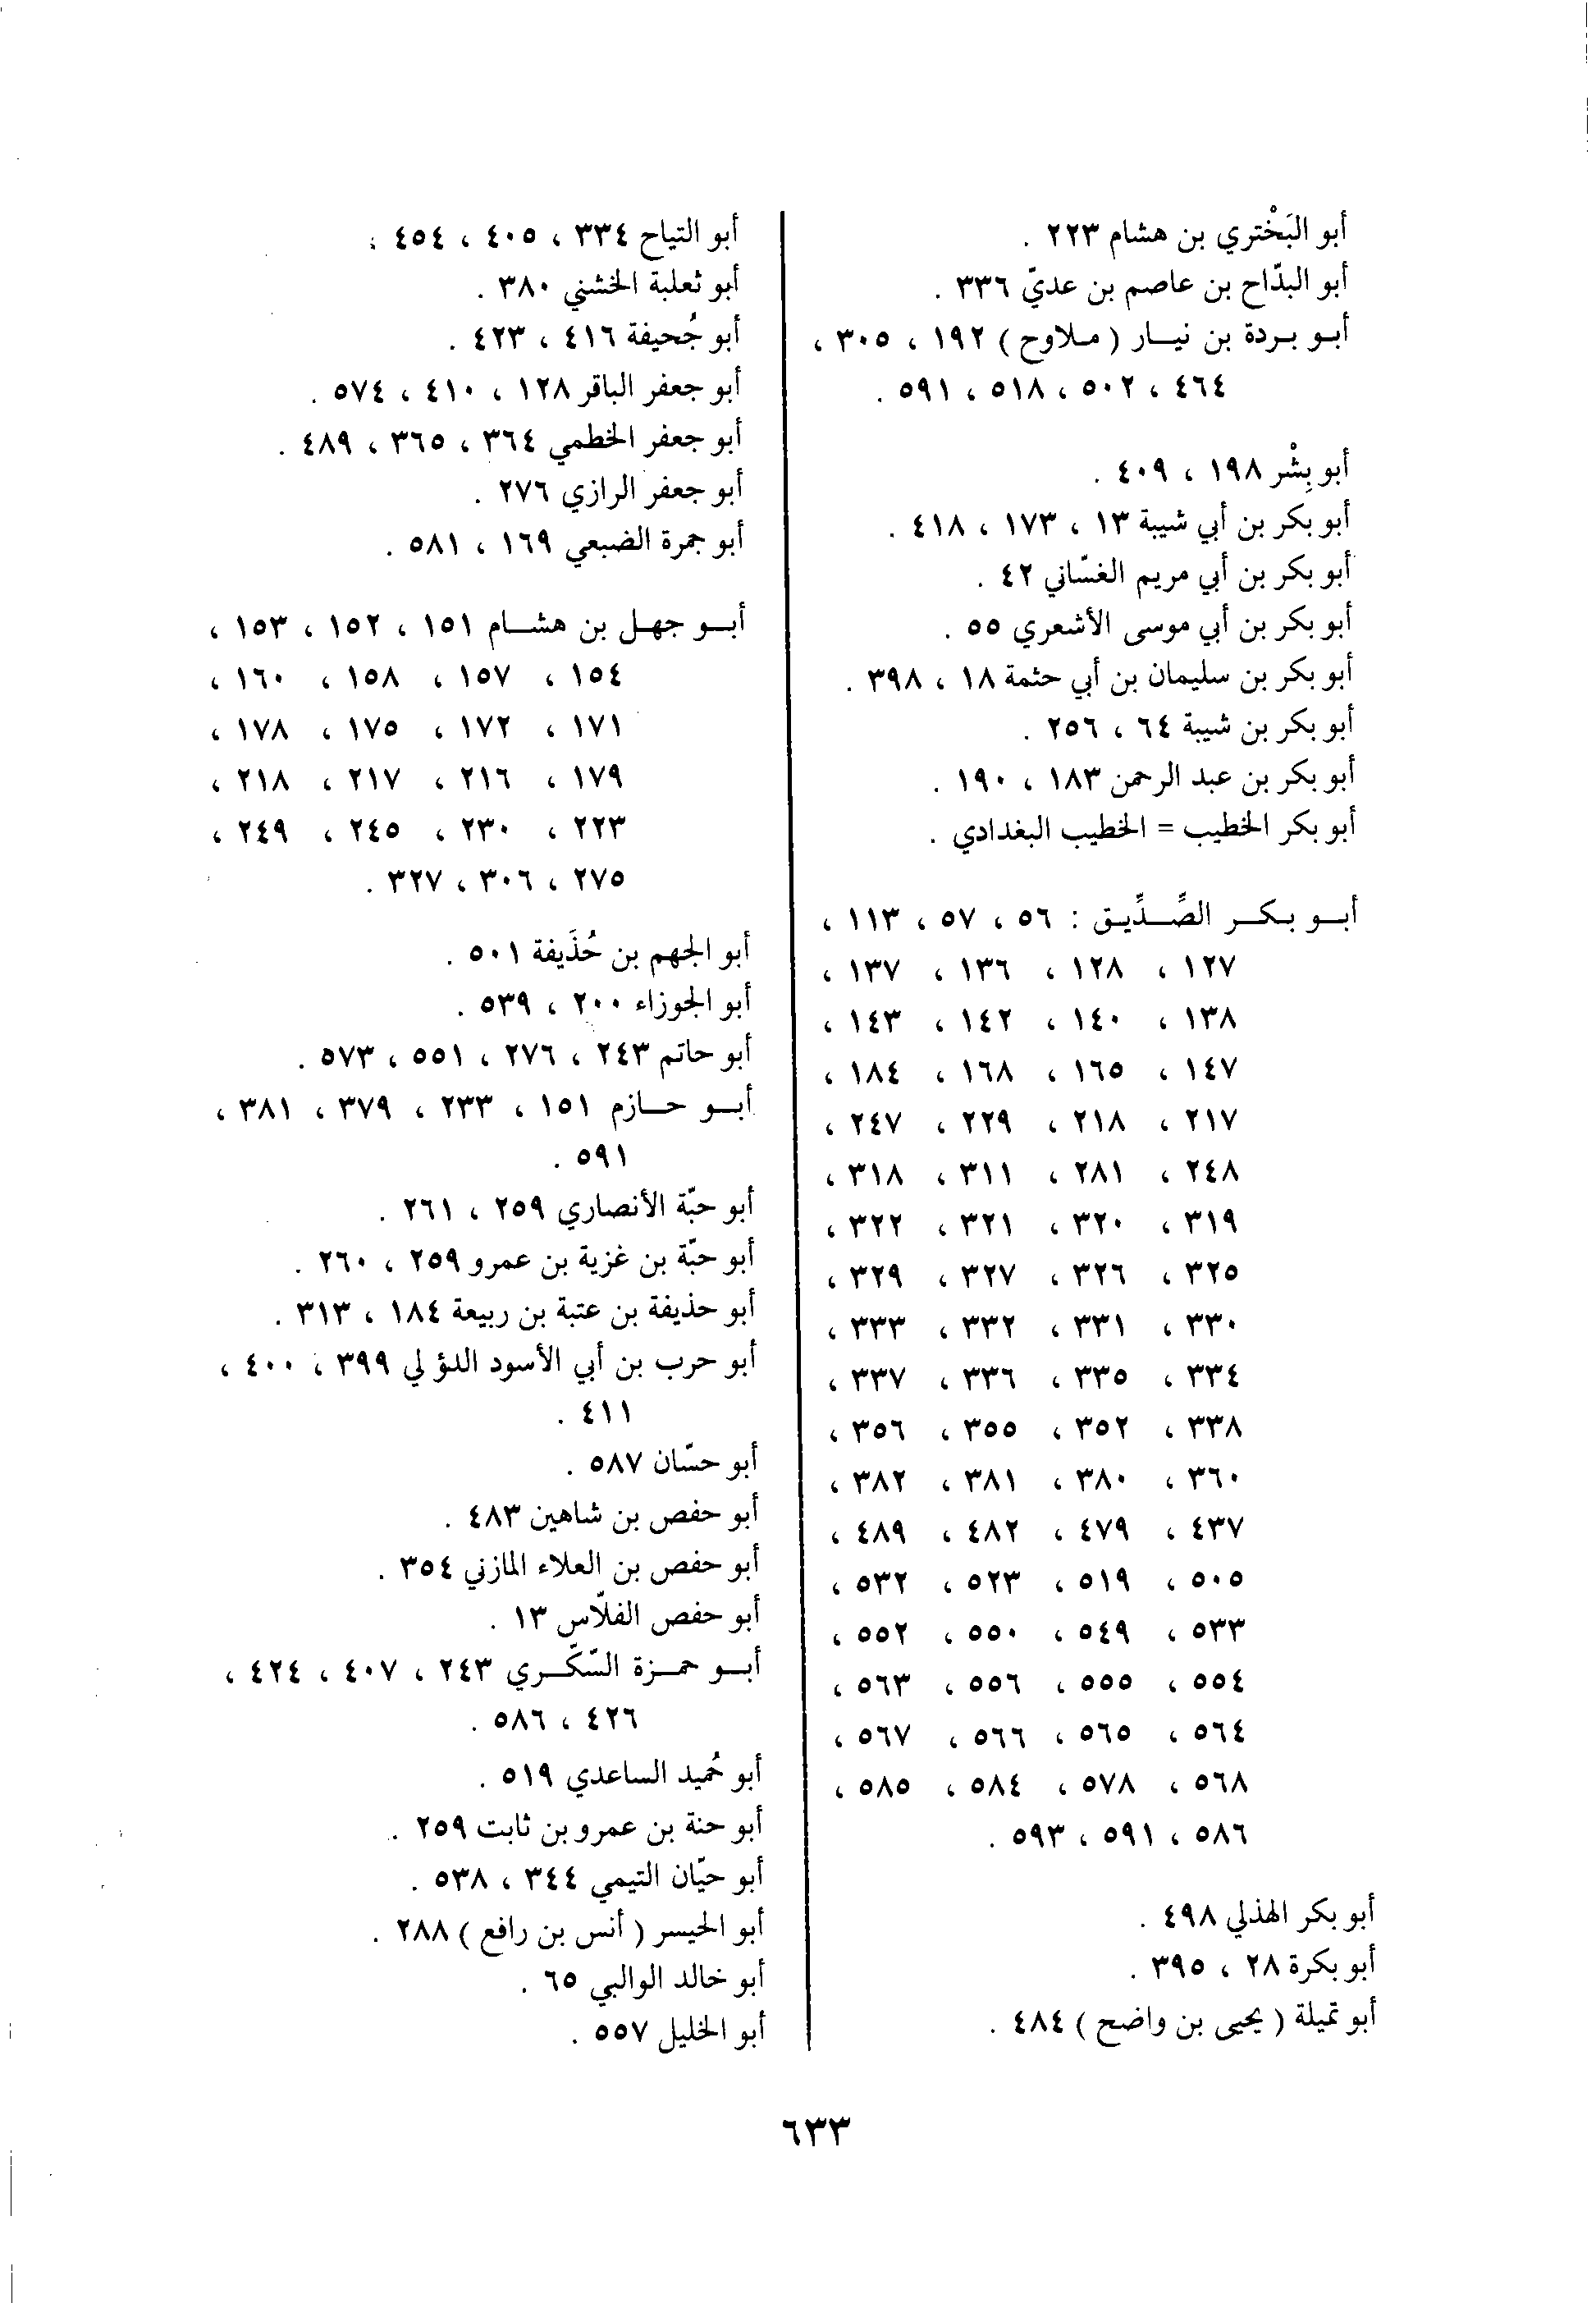 أبو البَخْتري بن هشام ٢٢٣ .
أبو البدّاح بن عاصم بن عديّ ٣٣٦ .
أبو بردة بن نيار ( ملاوح ) ١٩٢ ، ٣٠٥ ،
٤٦٤ ، ٥٠٢ ، ٥١٨ ، ٥٩١ .
أبو بِشْر ١٩٨ ، ٤٠٩ .
أبو بكر بن أبي شيبة ١٣ ، ١٧٣ ، ٤١٨ .
أبو بكر بن أبي مريم الغسّاني ٤٢ .
أبو بكر بن أبي موسى الأشعري ٥٥ .
أبو بكر بن سليمان بن أبي حثمة ١٨ ، ٣٩٨ .
أبو بكر بن شيبة ٦٤ ، ٢٥٦ .
أبو بكر بن عبد الرحمن ١٨٣ ، ١٩٠ .
أبو بكر الخطيب = الخطيب البغدادي .
أبو بكر الصِّدِّيق : ٥٦ ، ٥٧ ، ١١٣ ،
١٢٧ ، ١٢٨ ، ١٣٦ ، ١٣٧ ،
١٣٨ ، ١٤٠ ، ١٤٢ ، ١٤٣ ،
١٤٧ ، ١٦٥ ، ١٦٨ ، ١٨٤ ،
٢١٧ ، ٢١٨ ، ٢٢٩ ، ٢٤٧ ،
٢٤٨ ، ٢٨١ ، ٣١١ ، ٣١٨ ،
٣١٩ ، ٣٢٠ ، ٣٢١ ، ٣٢٢ ،
٣٢٥ ، ٣٢٦ ، ٣٢٧ ، ٣٢٩ ،
٣٣٠ ، ٣٣١ ، ٣٣٢ ، ٣٣٣ ،
٣٣٤ ، ٣٣٥ ، ٣٣٦ ، ٣٣٧ ،
٣٣٨ ، ٣٥٢ ، ٣٥٥ ، ٣٥٦ ،
٣٦٠ ، ٣٨٠ ، ٣٨١ ، ٣٨٢ ،
٤٣٧ ، ٤٧٩ ، ٤٨٢ ، ٤٨٩ ،
٥٠٥ ، ٥١٩ ، ٥٢٣ ، ٥٣٢ ،
٥٣٣ ، ٥٤٩ ، ٥٥٠ ، ٥٥٢ ،
٥٥٤ ، ٥٥٥ ، ٥٥٦ ، ٥٦٣ ،
٥٦٤ ، ٥٦٥ ، ٥٦٦ ، ٥٦٧ ،
٥٦٨ ، ٥٧٨ ، ٥٨٤ ، ٥٨٥ ،
٥٨٦ ، ٥٩١ ، ٥٩٣ .
أبو بكر الهذلي ٤٩٨ .
أبو بكرة ٢٨ ، ٣٩٥ .
أبو تميلة ( يحيى بن واضح ) ٤٨٤ .
أبو التياح ٣٣٤ ، ٤٠٥ ، ٤٥٤ .
أبو ثعلبة الخشني ٣٨٠ .
أبو جُحيفة ٤١٦ ، ٤٢٣ .
أبو جعفر الباقر ١٢٨ ، ٤١٠ ، ٥٧٤ .
أبو جعفر الخطمي ٣٦٤ ، ٣٦٥ ، ٤٨٩ .
أبو جعفر الرازي ٢٧٦ .
أبو جمرة الضبعي ١٦٩ ، ٥٨١ .
أبو جهل بن هشام ١٥١ ، ١٥٢ ، ١٥٣ ،
١٥٤ ، ١٥٧ ، ١٥٨ ، ١٦٠ ،
١٧١ ، ١٧٢ ، ١٧٥ ، ١٧٨ ،
١٧٩ ، ٢١٦ ، ٢١٧ ، ٢١٨ ،
٢٢٣ ، ٢٣٠ ، ٢٤٥ ، ٢٤٩ ،
٢٧٥ ، ٣٠٦ ، ٣٢٧ .
أبو الجهم بن حُذَيفة ٥٠١ .
أبو الجوزاء ٢٠٠ ، ٥٣٩ .
أبو حاتم ٢٤٣ ، ٢٧٦ ، ٥٥١ ، ٥٧٣ .
أبو حازم ١٥١ ، ٢٣٣ ، ٣٧٩ ، ٣٨١ ،
٥٩١ .
أبو حبّة الأنصاري ٢٥٩ ، ٢٦١ .
أبو حبّة بن غزية بن عمرو ٢٥٩ ، ٢٦٠ .
أبو حذيفة بن عتبة بن ربيعة ١٨٤ ، ٣١٣ .
أبو حرب بن أبي الأسود الدؤلي ٣٩٩ ، ٤٠٠ ،
٤١١ .
أبو حسّان ٥٨٧ .
أبو حفص بن شاهين ٤٨٣ .
أبو حفص بن العلاء المازني ٣٥٤ .
أبو حفص الفلّاس ١٣ .
أبو حمزة السّكّري ٢٤٣ ، ٤٠٧ ، ٤٢٤ ،
٤٢٦ ، ٥٨٦ .
أبو حُميد الساعدي ٥١٩ .
أبو حنة بن عمرو بن ثابت ٢٥٩ .
أبو حيّان التيمي ٣٤٤ ، ٥٣٨ .
أبو الحيسر ( أنس بن رافع ) ٢٨٨ .
أبو خالد الوالبي ٦٥ .
أبو الخليل ٥٥٧ .
٦٣٣